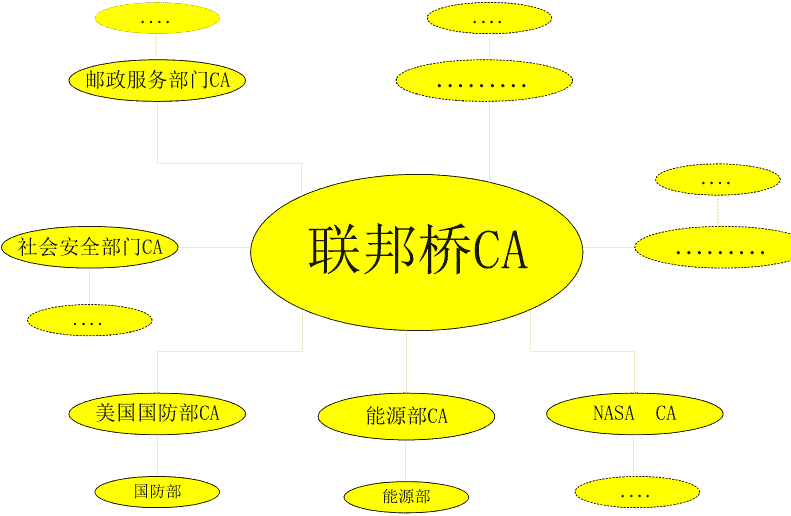 ....
....
邮政服务部门CA
.........
....
联邦桥CA
社会安全部门CA
.........
....
美国国防部CA
能源部CA
NASA CA
国防部
能源部
....